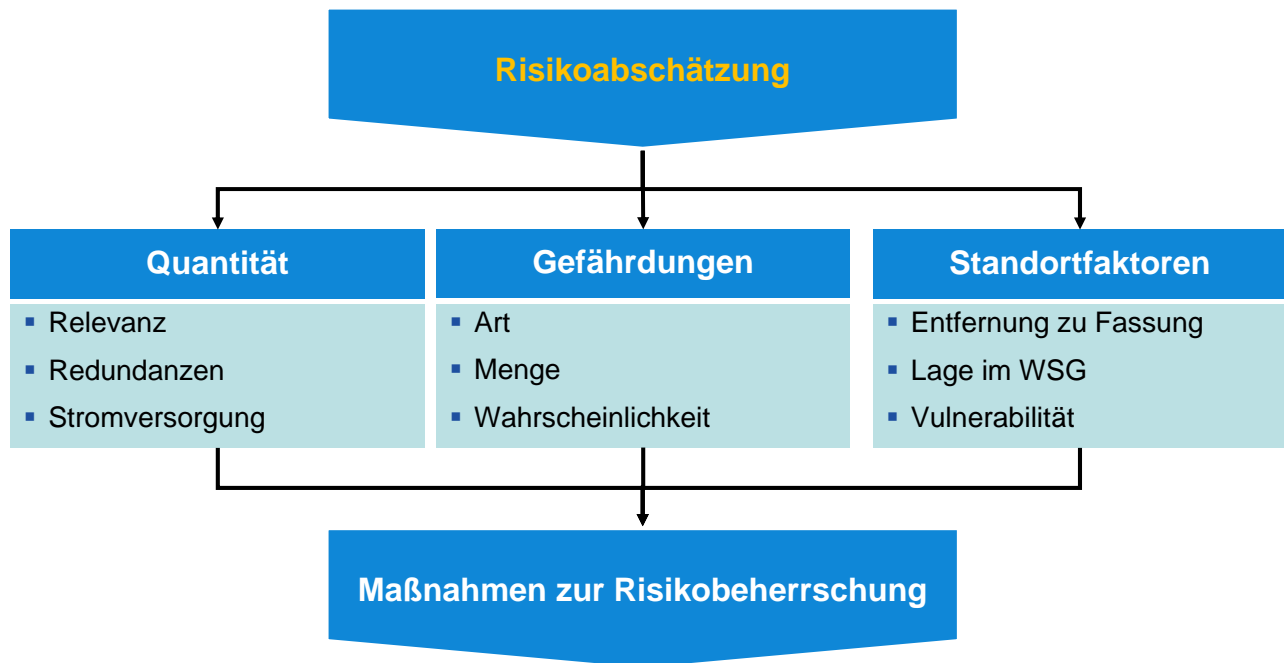 Risikoabschätzung
Quantität
▪ Relevanz
▪ Redundanzen
▪ Stromversorgung
Gefährdungen
▪ Art
▪ Menge
▪ Wahrscheinlichkeit
Standortfaktoren
▪ Entfernung zu Fassung
▪ Lage im WSG
▪ Vulnerabilität
Maßnahmen zur Risikobeherrschung